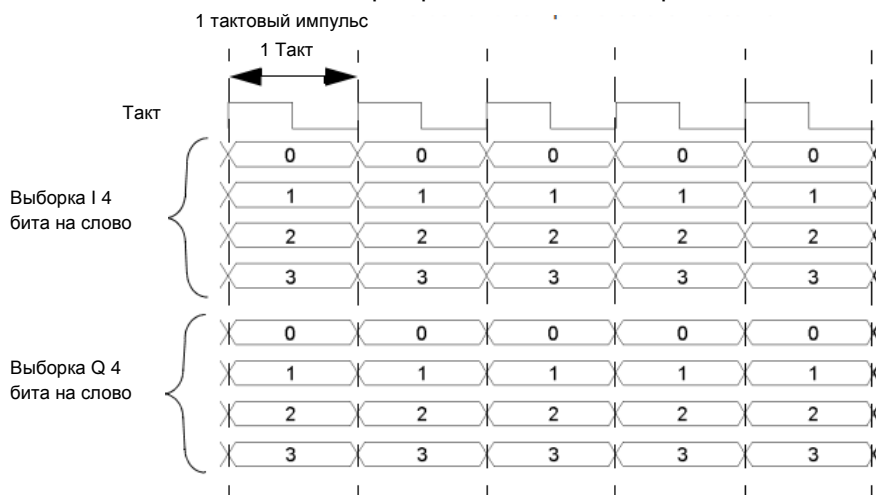 1 тактовый импульс
1 Такт
Такт
0 0 0 0 0
Выборка I 4
бита на слово
1 1 1 1 1
2 2 2 2 2
3 3 3 3 3
0 0 0 0 0
Выборка Q 4
бита на слово
1 1 1 1 1
2 2 2 2 2
3 3 3 3 3